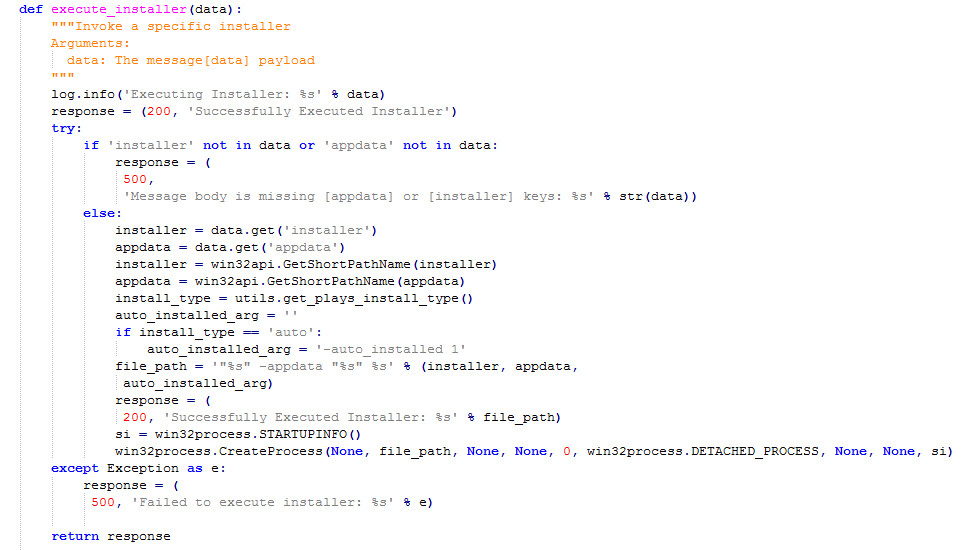 def execute_installer(data):
    """Invoke a specific installer
    Arguments:
      data: The message[data] payload
    """
    log.info('Executing Installer: %s' % data)
    response = (200, 'Successfully Executed Installer')
    try:
        if 'installer' not in data or 'appdata' not in data:
            response = (
             500,
             'Message body is missing [appdata] or [installer] keys: %s' % str(data))
        else:
            installer = data.get('installer')
            appdata = data.get('appdata')
            installer = win32api.GetShortPathName(installer)
            appdata = win32api.GetShortPathName(appdata)
            install_type = utils.get_plays_install_type()
            auto_installed_arg = ''
            if install_type == 'auto':
                auto_installed_arg = '-auto_installed 1'
            file_path = '"%s" -appdata "%s" %s' % (installer, appdata,
             auto_installed_arg)
            response = (
             200, 'Successfully Executed Installer: %s' % file_path)
            si = win32process.STARTUPINFO()
            win32process.CreateProcess(None, file_path, None, None, 0, win32process.DETACHED_PROCESS, None, None, si)
    except Exception as e:
        response = (
         500, 'Failed to execute installer: %s' % e)

    return response